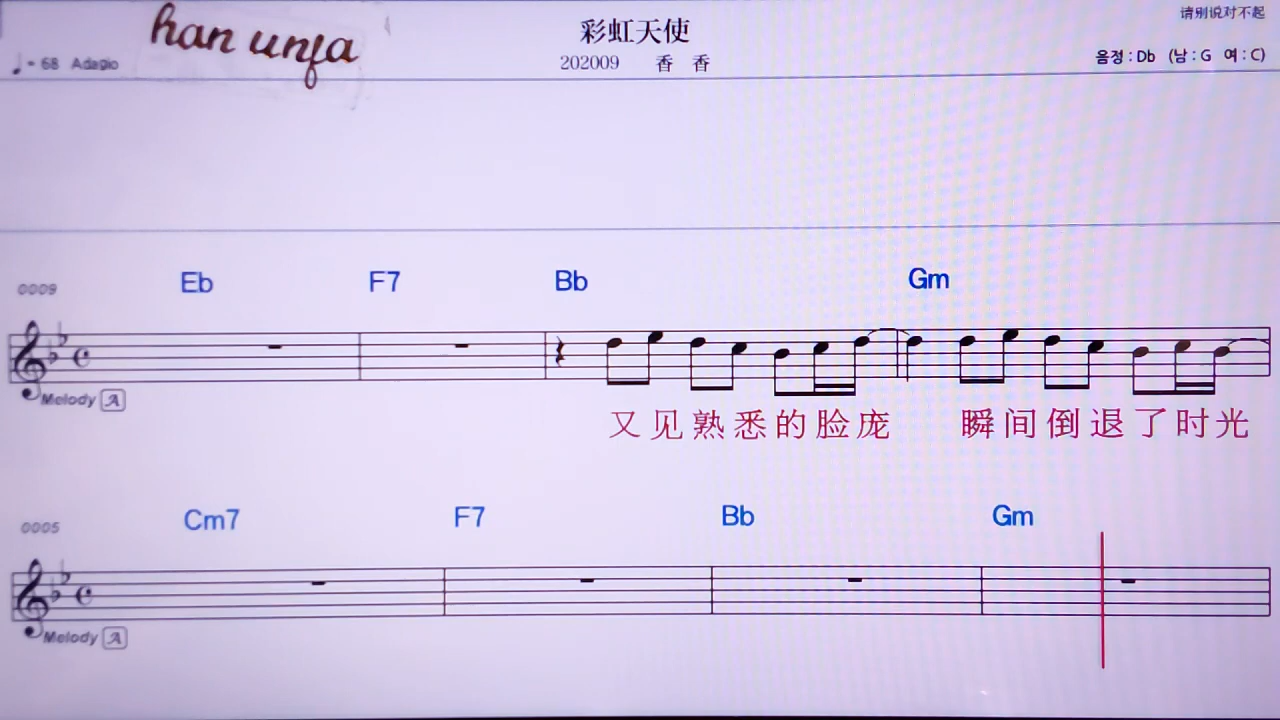 han unja
彩虹天使
请别说对不起
♩= 68 Adagio
202009 香 香
음정 : Db (남 : G 여 : C)
0009 Eb F7 Bb Gm
Melody A
又见熟悉的脸庞 瞬间倒退了时光
0005 Cm7 F7 Bb Gm
Melody A